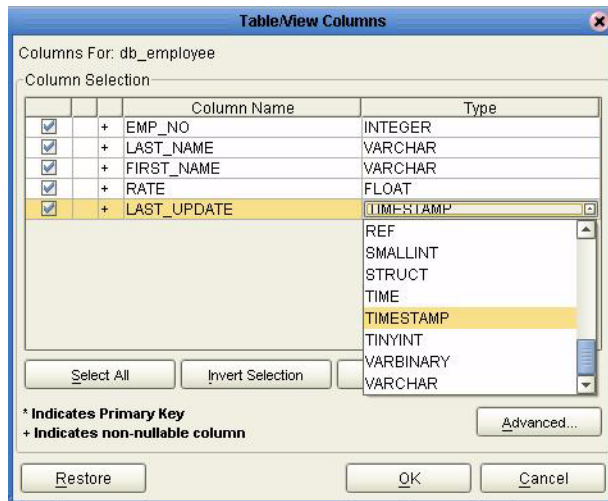 Table/View Columns
Columns For: db_employee
Column Selection
Column Name Type
+ EMP_NO INTEGER
+ LAST_NAME VARCHAR
+ FIRST_NAME VARCHAR
+ RATE FLOAT
+ LAST_UPDATE TIMESTAMP
REF
SMALLINT
STRUCT
TIME
TIMESTAMP
TINYINT
VARBINARY
VARCHAR
Select All Invert Selection
* Indicates Primary Key
+ Indicates non-nullable column
Advanced...
Restore OK Cancel